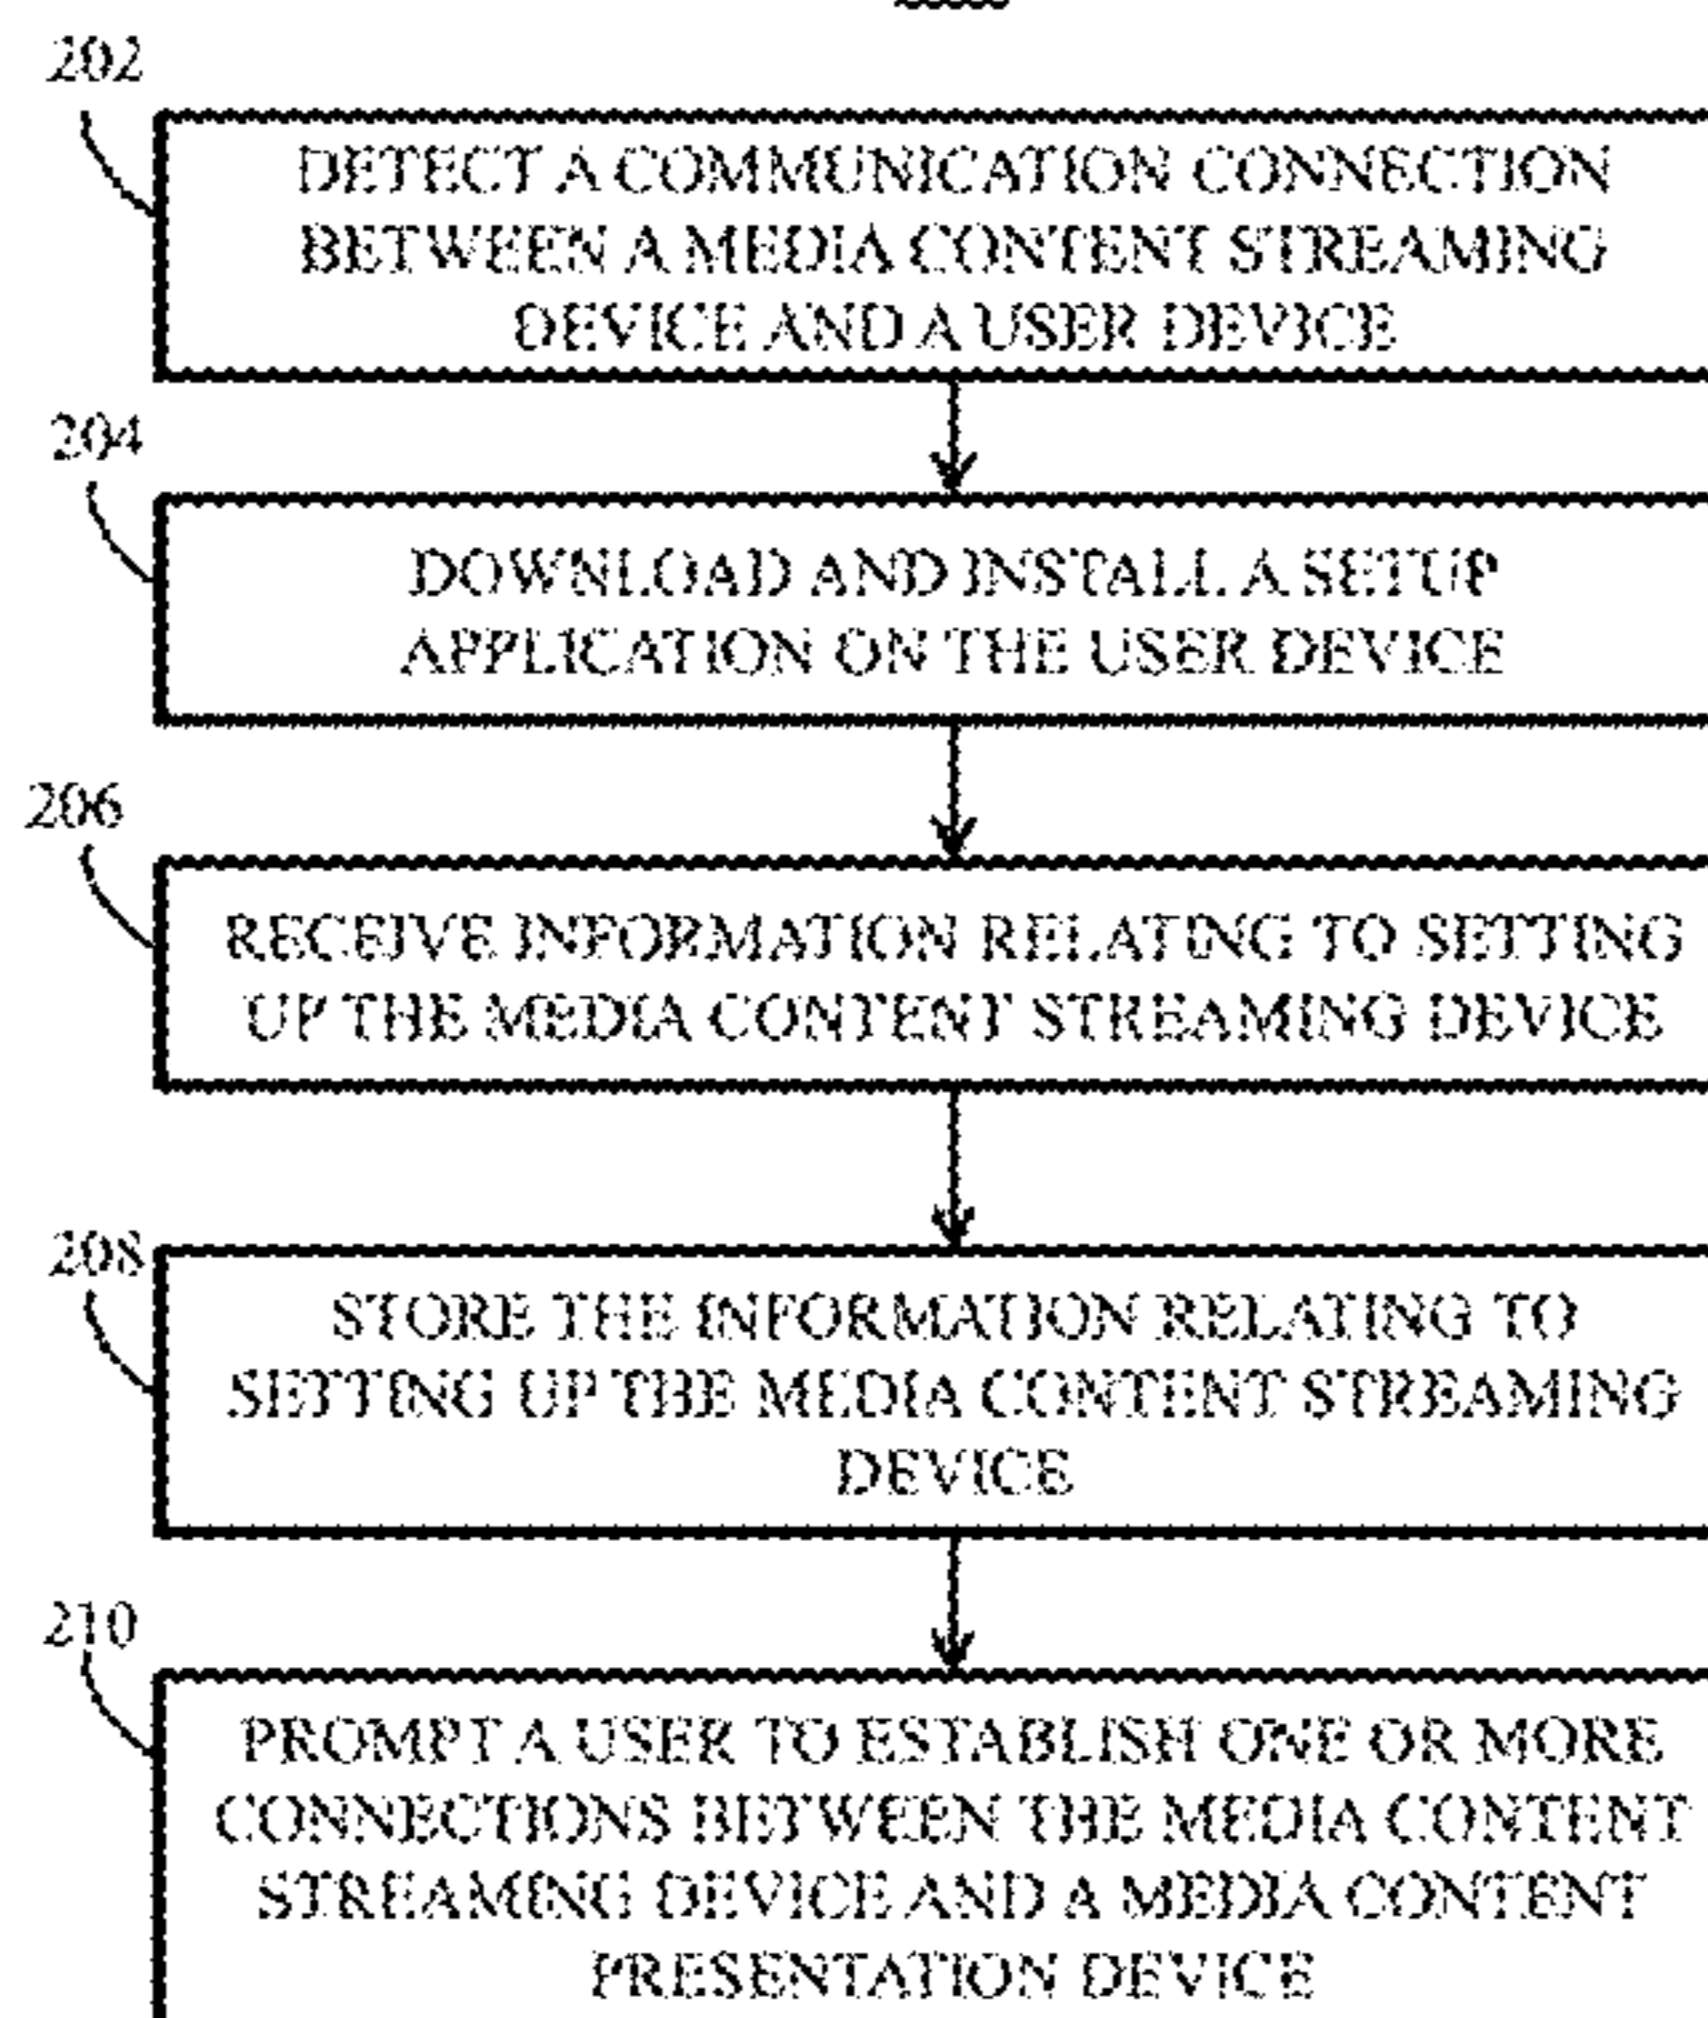 202
DETECT A COMMUNICATION CONNECTION
BETWEEN A MEDIA CONTENT STREAMING
DEVICE AND A USER DEVICE
204
DOWNLOAD AND INSTALL A SETUP
APPLICATION ON THE USER DEVICE
206
RECEIVE INFORMATION RELATING TO SETTING
UP THE MEDIA CONTENT STREAMING DEVICE
208
STORE THE INFORMATION RELATING TO
SETTING UP THE MEDIA CONTENT STREAMING
DEVICE
210
PROMPT A USER TO ESTABLISH ONE OR MORE
CONNECTIONS BETWEEN THE MEDIA CONTENT
STREAMING DEVICE AND A MEDIA CONTENT
PRESENTATION DEVICE